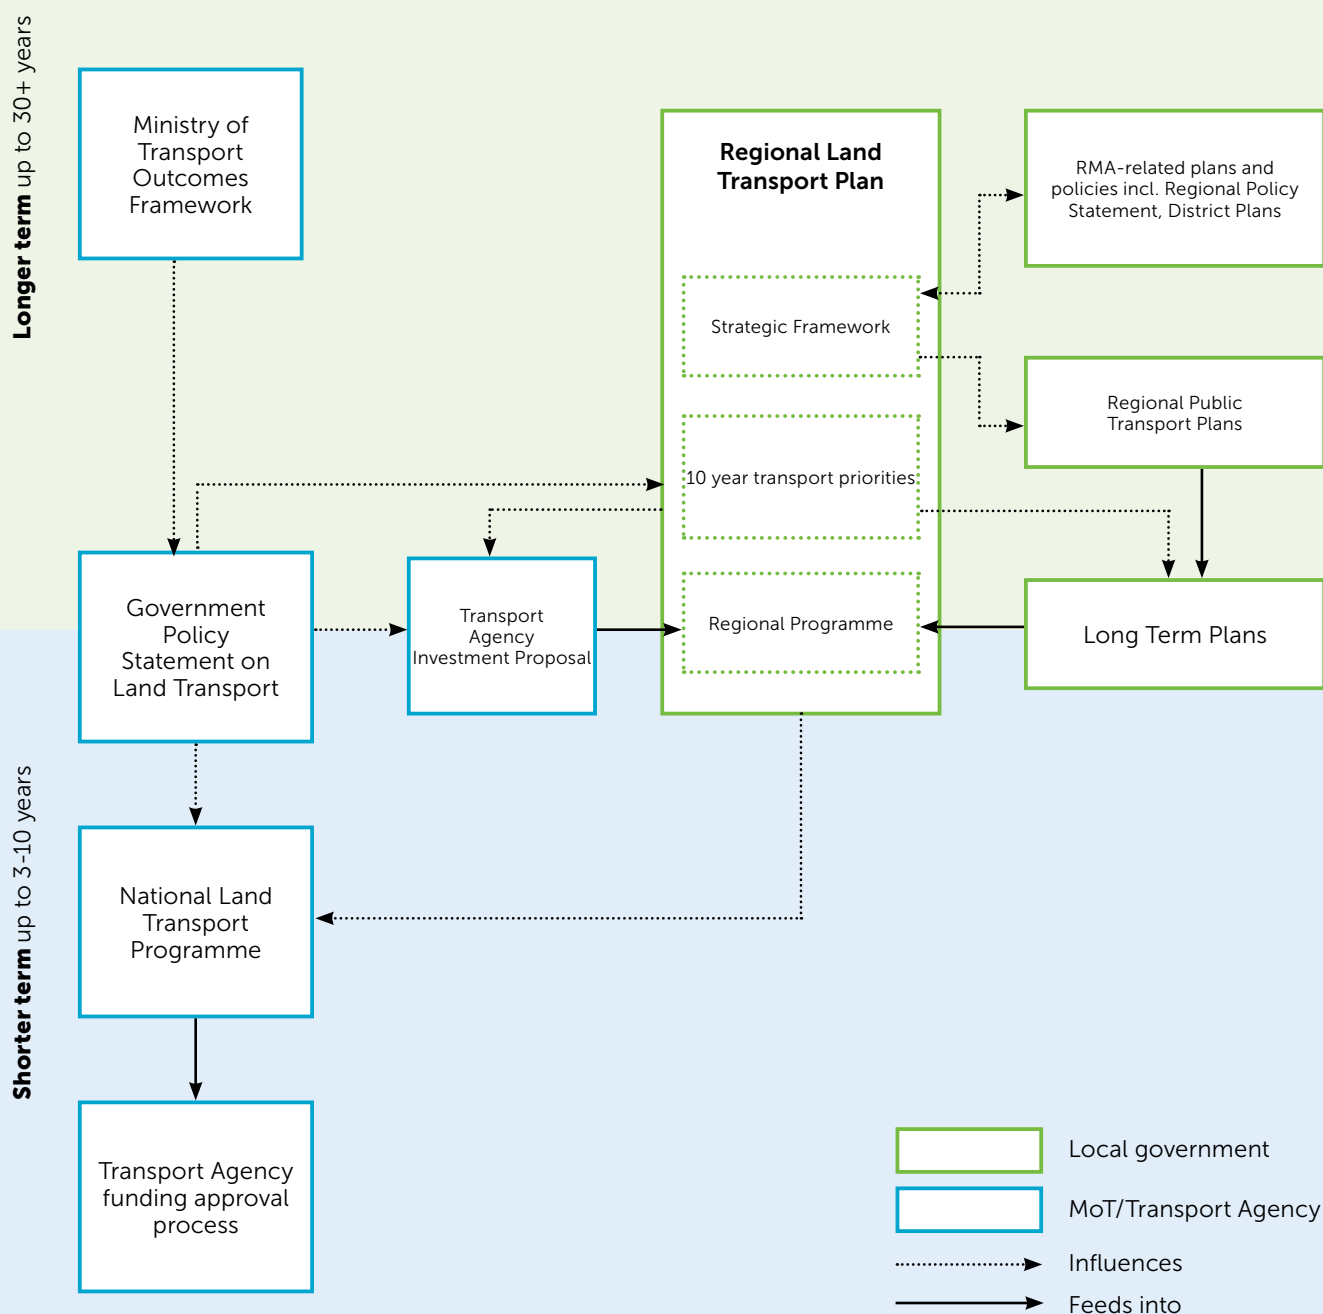 Longer term up to 30+ years
Ministry of
Transport
Outcomes
Framework
Regional Land
Transport Plan
RMA-related plans and
policies incl. Regional Policy
Statement, District Plans
Strategic Framework
Regional Public
Transport Plans
10 year transport priorities
Government
Policy
Statement on
Land Transport
Transport
Agency
Investment Proposal
Regional Programme
Long Term Plans
Shorter term up to 3-10 years
National Land
Transport
Programme
Transport Agency
funding approval
process
Local government
MoT/Transport Agency
Influences
Feeds into